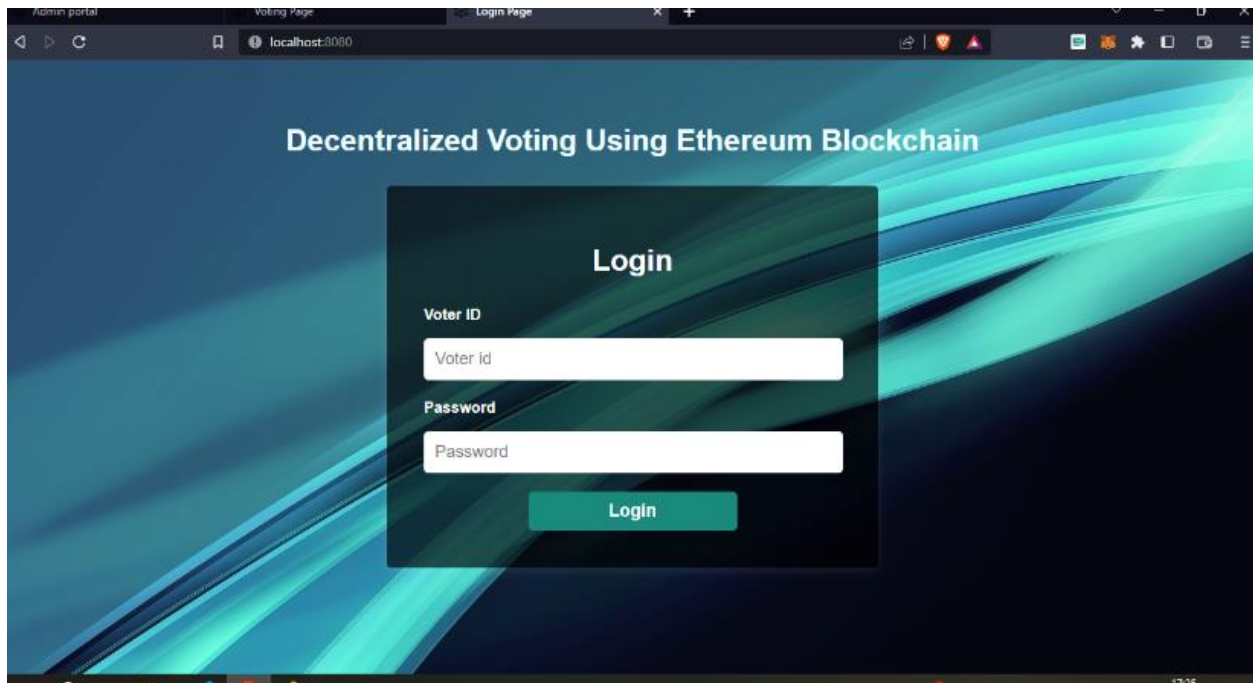 Admin portal
Voting Page
Login Page
localhost:8080
Decentralized Voting Using Ethereum Blockchain
Login
Voter ID
Voter id
Password
Password
Login